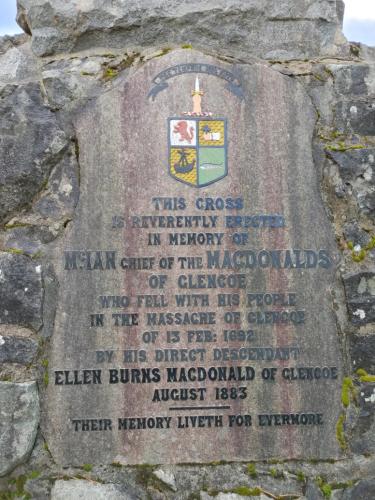 THIS CROSS
IS REVERENTLY ERECTED
IN MEMORY OF
McIAN CHIEF OF THE MACDONALDS
OF GLENCOE
WHO FELL WITH HIS PEOPLE
IN THE MASSACRE OF GLENCOE
OF 13 FEB: 1692
BY HIS DIRECT DESCENDANT
ELLEN BURNS MACDONALD OF GLENCOE
AUGUST 1883
THEIR MEMORY LIVETH FOR EVERMORE